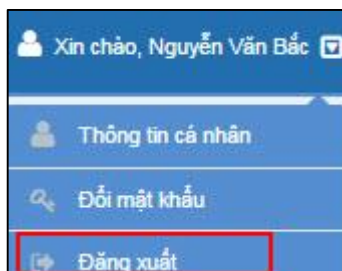 Xin chào, Nguyễn Văn Bắc
Thông tin cá nhân
Đổi mật khẩu
Đăng xuất